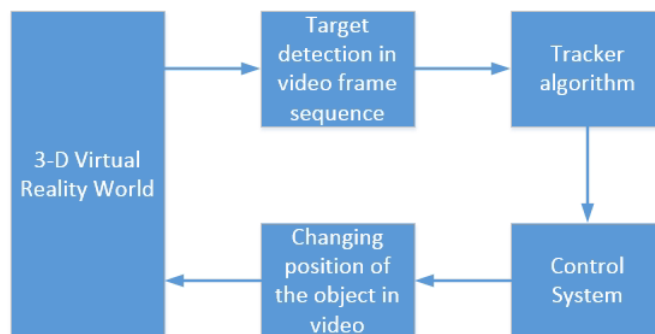 3-D Virtual
Reality World
Target
detection in
video frame
sequence
Tracker
algorithm
Control
System
Changing
position of
the object in
video